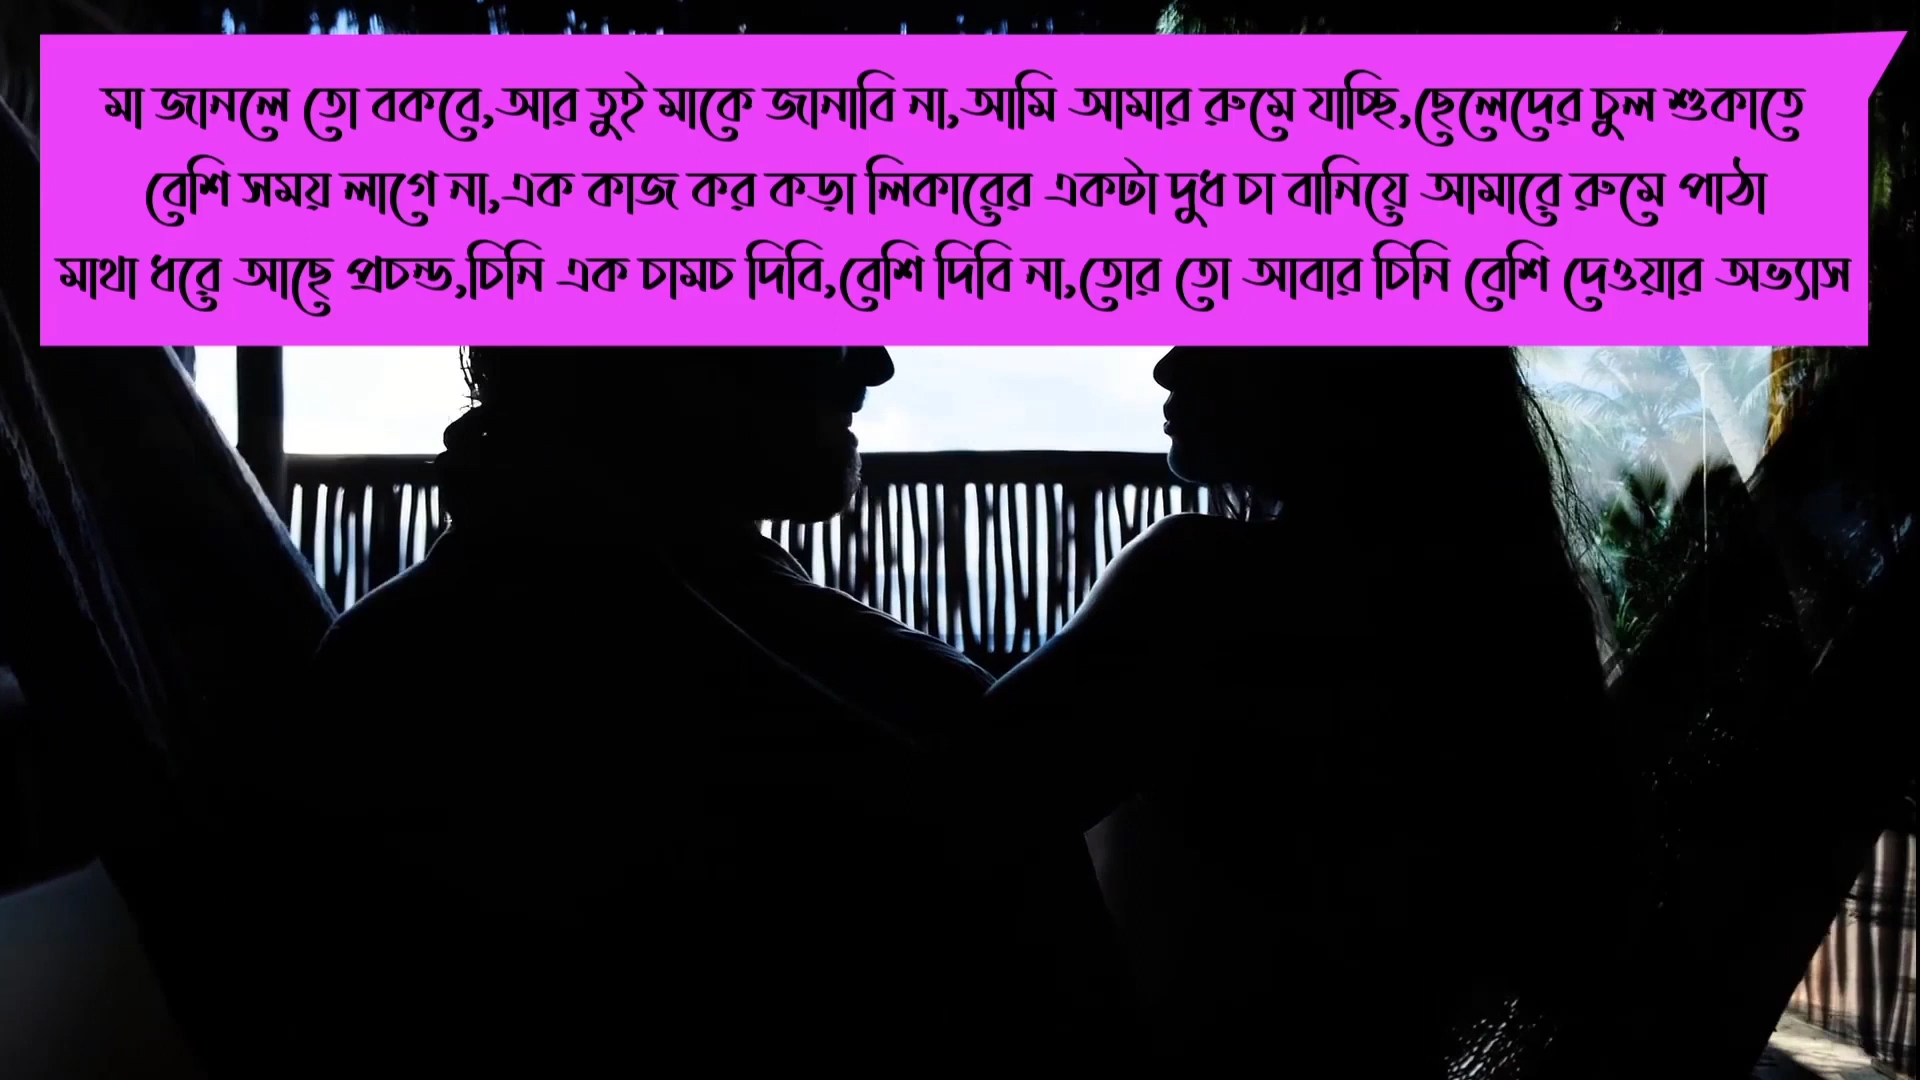 মা জানলে তো বকবে,আর তুই মাকে জানাবি না,আমি আমার রুমে যাচ্ছি,ছেলেদের চুল শুকাতে
বেশি সময় লাগে না,এক কাজ কর কড়া লিকারের একটা দুধ চা বানিয়ে আমারে রুমে পাঠা
মাথা ধরে আছে প্রচন্ড,চিনি এক চামচ দিবি,বেশি দিবি না,তোর তো আবার চিনি বেশি দেওয়ার অভ্যাস